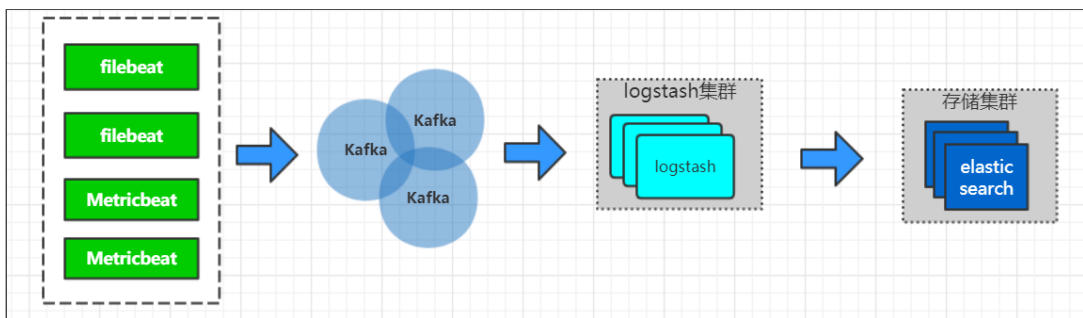 filebeat
filebeat
Metricbeat
Metricbeat
Kafka
Kafka
Kafka
logstash集群
logstash
存储集群
elastic
search